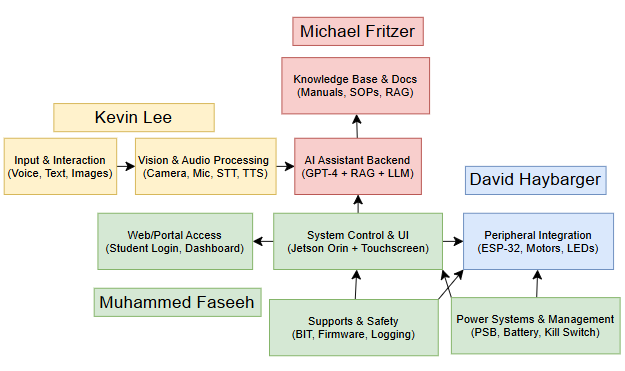 Michael Fritzer
Knowledge Base & Docs
(Manuals, SOPs, RAG)
Kevin Lee
Input & Interaction
(Voice, Text, Images)
Vision & Audio Processing
(Camera, Mic, STT, TTS)
AI Assistant Backend
(GPT-4 + RAG + LLM)
David Haybarger
Web/Portal Access
(Student Login, Dashboard)
System Control & UI
(Jetson Orin + Touchscreen)
Peripheral Integration
(ESP-32, Motors, LEDs)
Muhammed Faseeh
Supports & Safety
(BIT, Firmware, Logging)
Power Systems & Management
(PSB, Battery, Kill Switch)